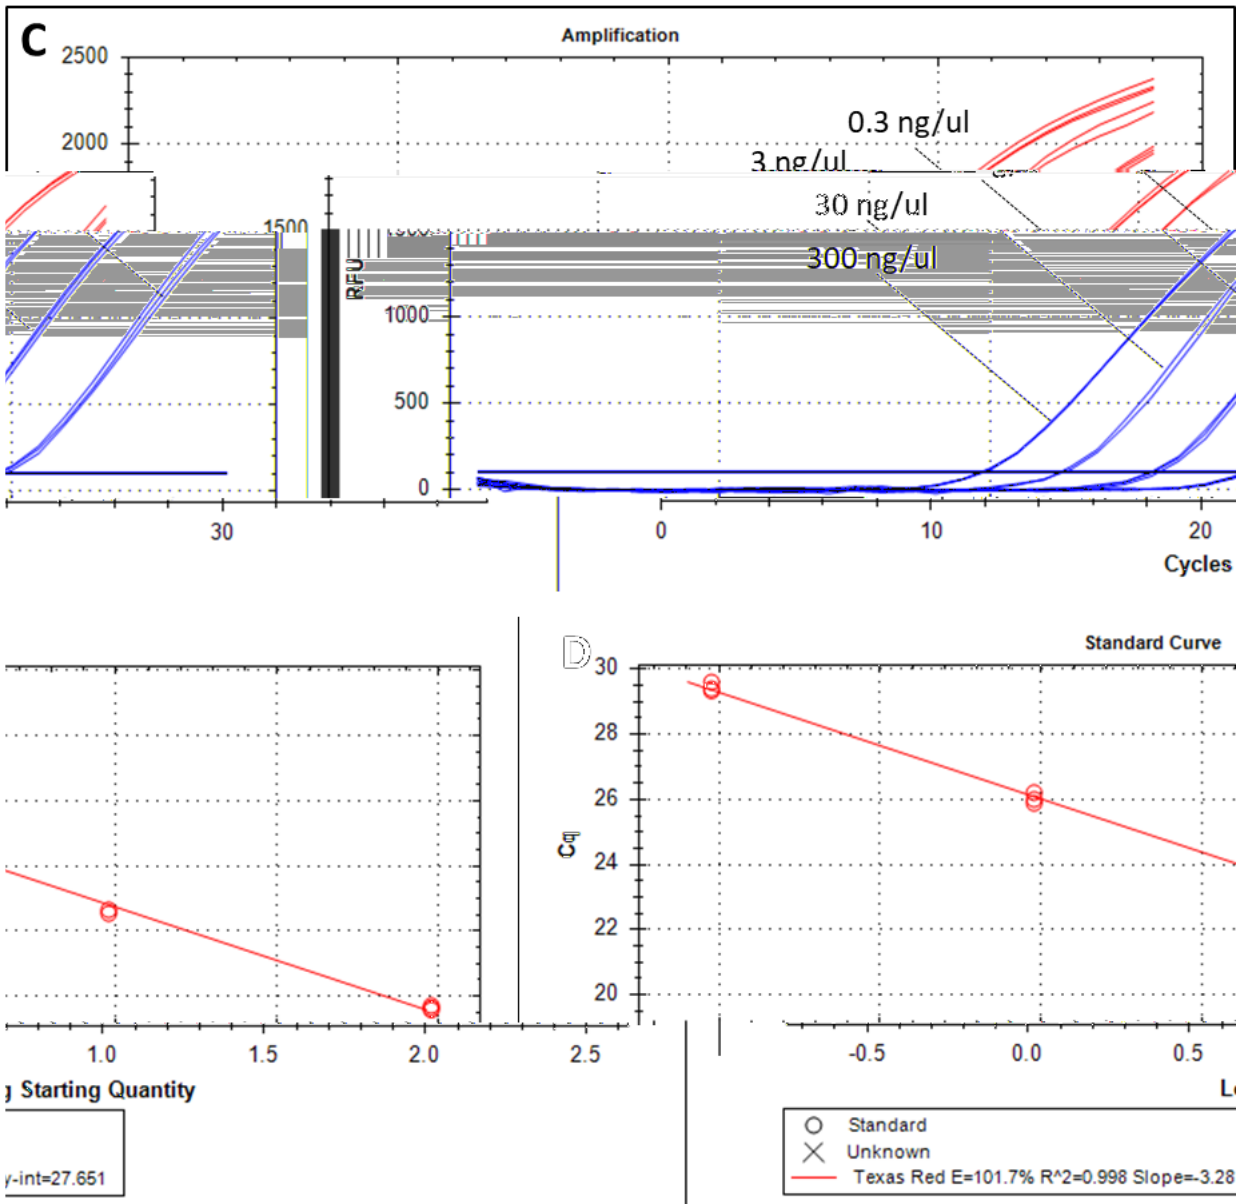 C
Amplification
2500
2000
0.3 ng/ul
3 ng/ul
1500
30 ng/ul
300 ng/ul
RFU
1000
500
0
30
0
10
20
Cycles
D
Standard Curve
30
28
26
Cq
24
22
20
1.0
1.5
2.0
2.5
-0.5
0.0
0.5
Starting Quantity
Standard
Unknown
y-int=27.651
Texas Red E=101.7% R^2=0.998 Slope=-3.28